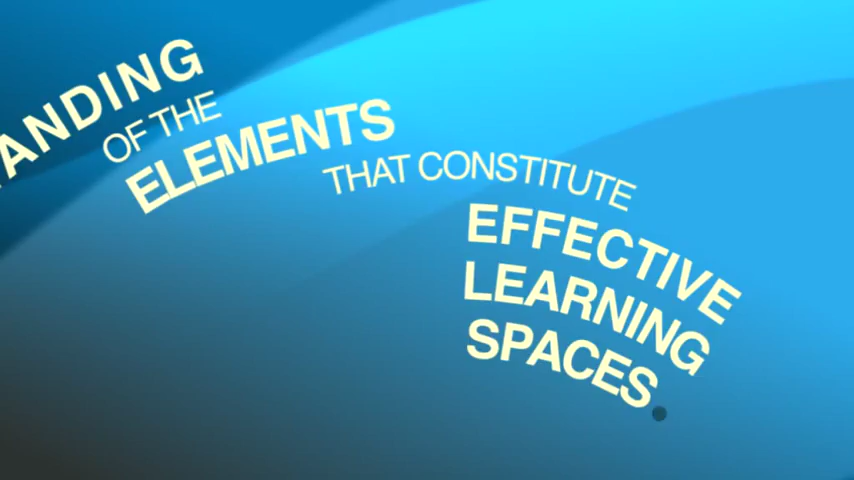 ANDING
OF THE
ELEMENTS
THAT CONSTITUTE
EFFECTIVE
LEARNING
SPACES.